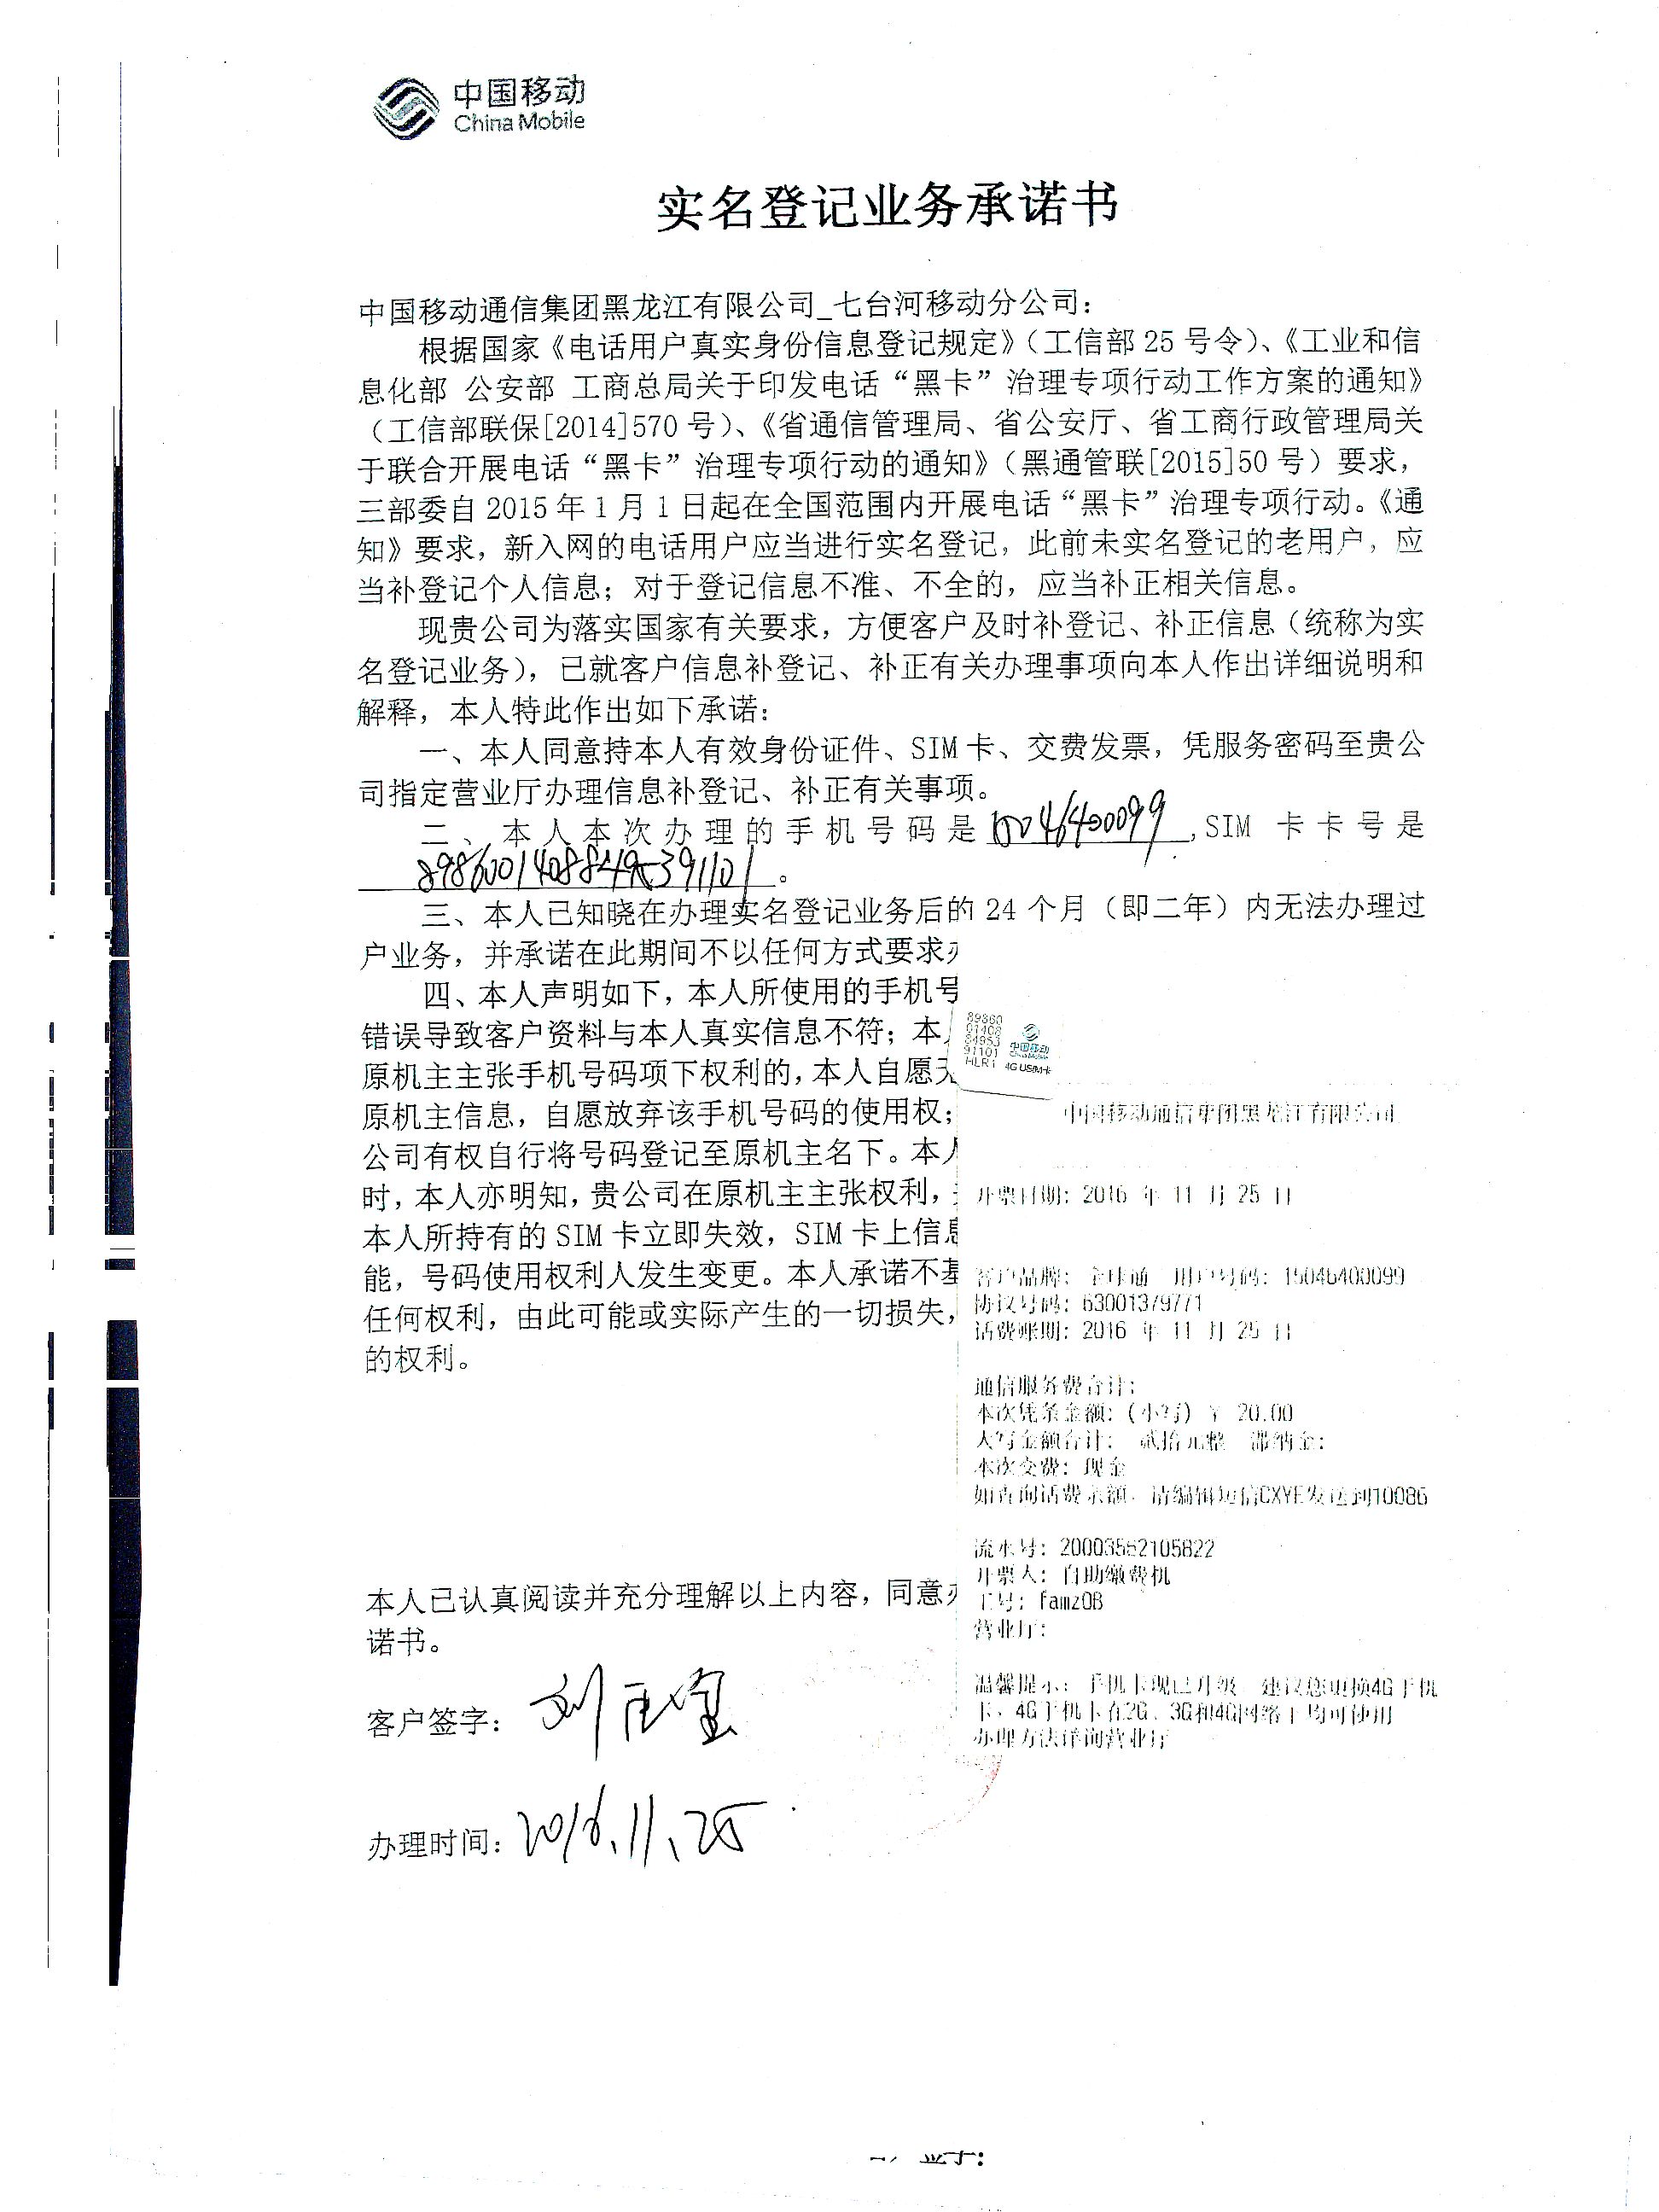 中国移动
China Mobile
实名登记业务承诺书
中国移动通信集团黑龙江有限公司_七台河移动分公司：
根据国家《电话用户真实身份信息登记规定》（工信部 25 号令）、《工业和信
息化部 公安部 工商总局关于印发电话“黑卡”治理专项行动工作方案的通知》
（工信部联保[2014]570 号）、《省通信管理局、省公安厅、省工商行政管理局关
于联合开展电话“黑卡”治理专项行动的通知》（黑通管联[2015]50 号）要求，
三部委自 2015 年 1 月 1 日起在全国范围内开展电话“黑卡”治理专项行动。《通
知》要求，新入网的电话用户应当进行实名登记，此前未实名登记的老用户，应
当补登记个人信息；对于登记信息不准、不全的，应当补正相关信息。
现贵公司为落实国家有关要求，方便客户及时补登记、补正信息（统称为实
名登记业务），已就客户信息补登记、补正有关办理事项向本人作出详细说明和
解释，本人特此作出如下承诺：
一、本人同意持本人有效身份证件、SIM 卡、交费发票，凭服务密码至贵公
司指定营业厅办理信息补登记、补正有关事项。
二、本人本次办理的手机号码是 15046400099 ,SIM 卡卡号是
89860014088495391101 。
三、本人已知晓在办理实名登记业务后的 24 个月（即二年）内无法办理过
户业务，并承诺在此期间不以任何方式要求
四、本人声明如下，本人所使用的手机号
错误导致客户资料与本人真实信息不符；本
原机主主张手机号码项下权利的，本人自愿
原机主信息，自愿放弃该手机号码的使用权；
公司有权自行将号码登记至原机主名下。本人
时，本人亦明知，贵公司在原机主主张权利，
本人所持有的 SIM 卡立即失效，SIM 卡上信息
能，号码使用权利人发生变更。本人承诺不基
任何权利，由此可能或实际产生的一切损失，
的权利。
89860
01408
84953
91101
HLR1
中国移动
China Mobile
4G USIM卡
中国移动通信集团黑龙江有限公司
开票日期: 2016 年 11 月 25 日
客户品牌: 全球通 用户号码: 15046400099
协议号码: 63001379771
话费账期: 2016 年 11 月 25 日
通信服务费合计:
本次凭条金额: (小写) ¥ 20.00
大写金额合计: 贰拾元整 滞纳金:
本次交费: 现金
如查询话费余额，请编辑短信CXYE发送到10086
流水号: 20003552105822
开票人: 自助缴费机
工号: famz0B
营业厅:
温馨提示: 手机卡现已升级 建议您更换4G手机
卡，4G手机卡在2G、3G和4G网络下均可使用
办理方法详询营业厅
本人已认真阅读并充分理解以上内容，同意
诺书。
客户签字： 刘
办理时间：2016.11.25